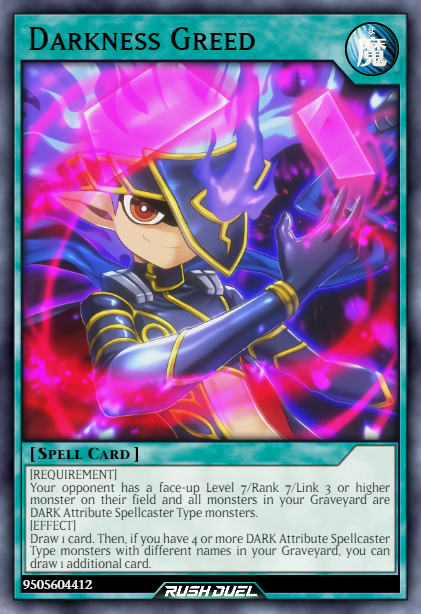 Darkness Greed
ま
魔
[Spell Card]
[REQUIREMENT]
Your opponent has a face-up Level 7/Rank 7/Link 3 or higher
monster on their field and all monsters in your Graveyard are
DARK Attribute Spellcaster Type monsters.
[EFFECT]
Draw 1 card. Then, if you have 4 or more DARK Attribute Spellcaster
Type monsters with different names in your Graveyard, you can
draw 1 additional card.
9505604412
RUSH DUEL